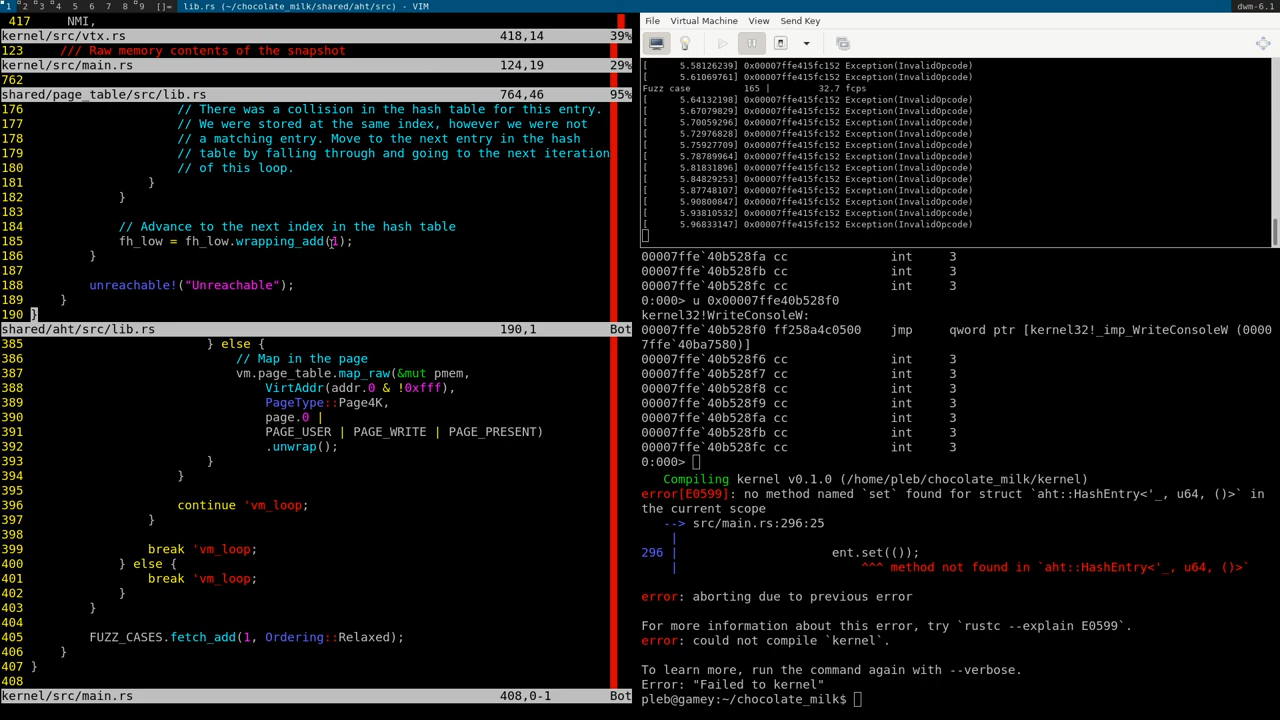 1 2 3 4 5 6 7 8 9 []= lib.rs (~/chocolate_milk/shared/aht/src) - VIM
dwm-6.1
417 NMI,
kernel/src/vtx.rs 418,14 39%
123 /// Raw memory contents of the snapshot
kernel/src/main.rs 124,19 29%
762
shared/page_table/src/lib.rs 764,46 95%
176 // There was a collision in the hash table for this entry.
177 // We were stored at the same index, however we were not
178 // a matching entry. Move to the next entry in the hash
179 // table by falling through and going to the next iteration
180 // of this loop.
181 }
182 }
183
184 // Advance to the next index in the hash table
185 fh_low = fh_low.wrapping_add(1);
186 }
187
188 unreachable!("Unreachable");
189 }
190 }
shared/aht/src/lib.rs 190,1 Bot
385 } else {
386 // Map in the page
387 vm.page_table.map_raw(&mut pmem,
388 VirtAddr(addr.0 & !0xfff),
389 PageType::Page4K,
390 page.0 |
391 PAGE_USER | PAGE_WRITE | PAGE_PRESENT)
392 .unwrap();
393 }
394 }
395
396 continue 'vm_loop;
397 }
398
399 break 'vm_loop;
400 } else {
401 break 'vm_loop;
402 }
403 }
404
405 FUZZ_CASES.fetch_add(1, Ordering::Relaxed);
406 }
407 }
408
kernel/src/main.rs 408,0-1 Bot
File Virtual Machine View Send Key
[ 5.58126239] 0x00007ffe415fc152 Exception(InvalidOpcode)
[ 5.61069761] 0x00007ffe415fc152 Exception(InvalidOpcode)
Fuzz case 165 | 32.7 fcps
[ 5.64132198] 0x00007ffe415fc152 Exception(InvalidOpcode)
[ 5.67079829] 0x00007ffe415fc152 Exception(InvalidOpcode)
[ 5.70059296] 0x00007ffe415fc152 Exception(InvalidOpcode)
[ 5.72976828] 0x00007ffe415fc152 Exception(InvalidOpcode)
[ 5.75927709] 0x00007ffe415fc152 Exception(InvalidOpcode)
[ 5.78789964] 0x00007ffe415fc152 Exception(InvalidOpcode)
[ 5.81831896] 0x00007ffe415fc152 Exception(InvalidOpcode)
[ 5.84829253] 0x00007ffe415fc152 Exception(InvalidOpcode)
[ 5.87748107] 0x00007ffe415fc152 Exception(InvalidOpcode)
[ 5.90800847] 0x00007ffe415fc152 Exception(InvalidOpcode)
[ 5.93810532] 0x00007ffe415fc152 Exception(InvalidOpcode)
[ 5.96833147] 0x00007ffe415fc152 Exception(InvalidOpcode)
00007ffe`40b528fa cc int 3
00007ffe`40b528fb cc int 3
00007ffe`40b528fc cc int 3
0:000> u 0x00007ffe40b528f0
kernel32!WriteConsoleW:
00007ffe`40b528f0 ff258a4c0500 jmp qword ptr [kernel32!_imp_WriteConsoleW (0000
7ffe`40ba7580)]
00007ffe`40b528f6 cc int 3
00007ffe`40b528f7 cc int 3
00007ffe`40b528f8 cc int 3
00007ffe`40b528f9 cc int 3
00007ffe`40b528fa cc int 3
00007ffe`40b528fb cc int 3
00007ffe`40b528fc cc int 3
0:000>
Compiling kernel v0.1.0 (/home/pleb/chocolate_milk/kernel)
error[E0599]: no method named `set` found for struct `aht::HashEntry<'_, u64, ()>` in
the current scope
--> src/main.rs:296:25
|
296 | ent.set(());
| ^^^ method not found in `aht::HashEntry<'_, u64, ()>`
error: aborting due to previous error
For more information about this error, try `rustc --explain E0599`.
error: could not compile `kernel`.
To learn more, run the command again with --verbose.
Error: "Failed to kernel"
pleb@gamey:~/chocolate_milk$